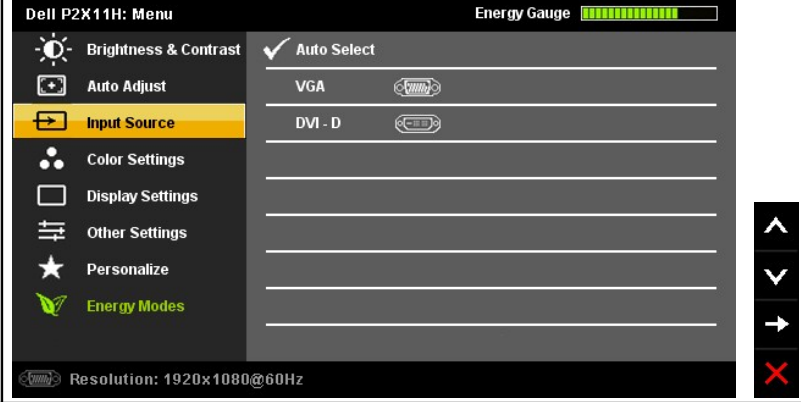 Dell P2X11H: Menu Energy Gauge
Brightness & Contrast Auto Select
Auto Adjust VGA
Input Source DVI - D
Color Settings
Display Settings
Other Settings
Personalize
Energy Modes
Resolution: 1920x1080@60Hz